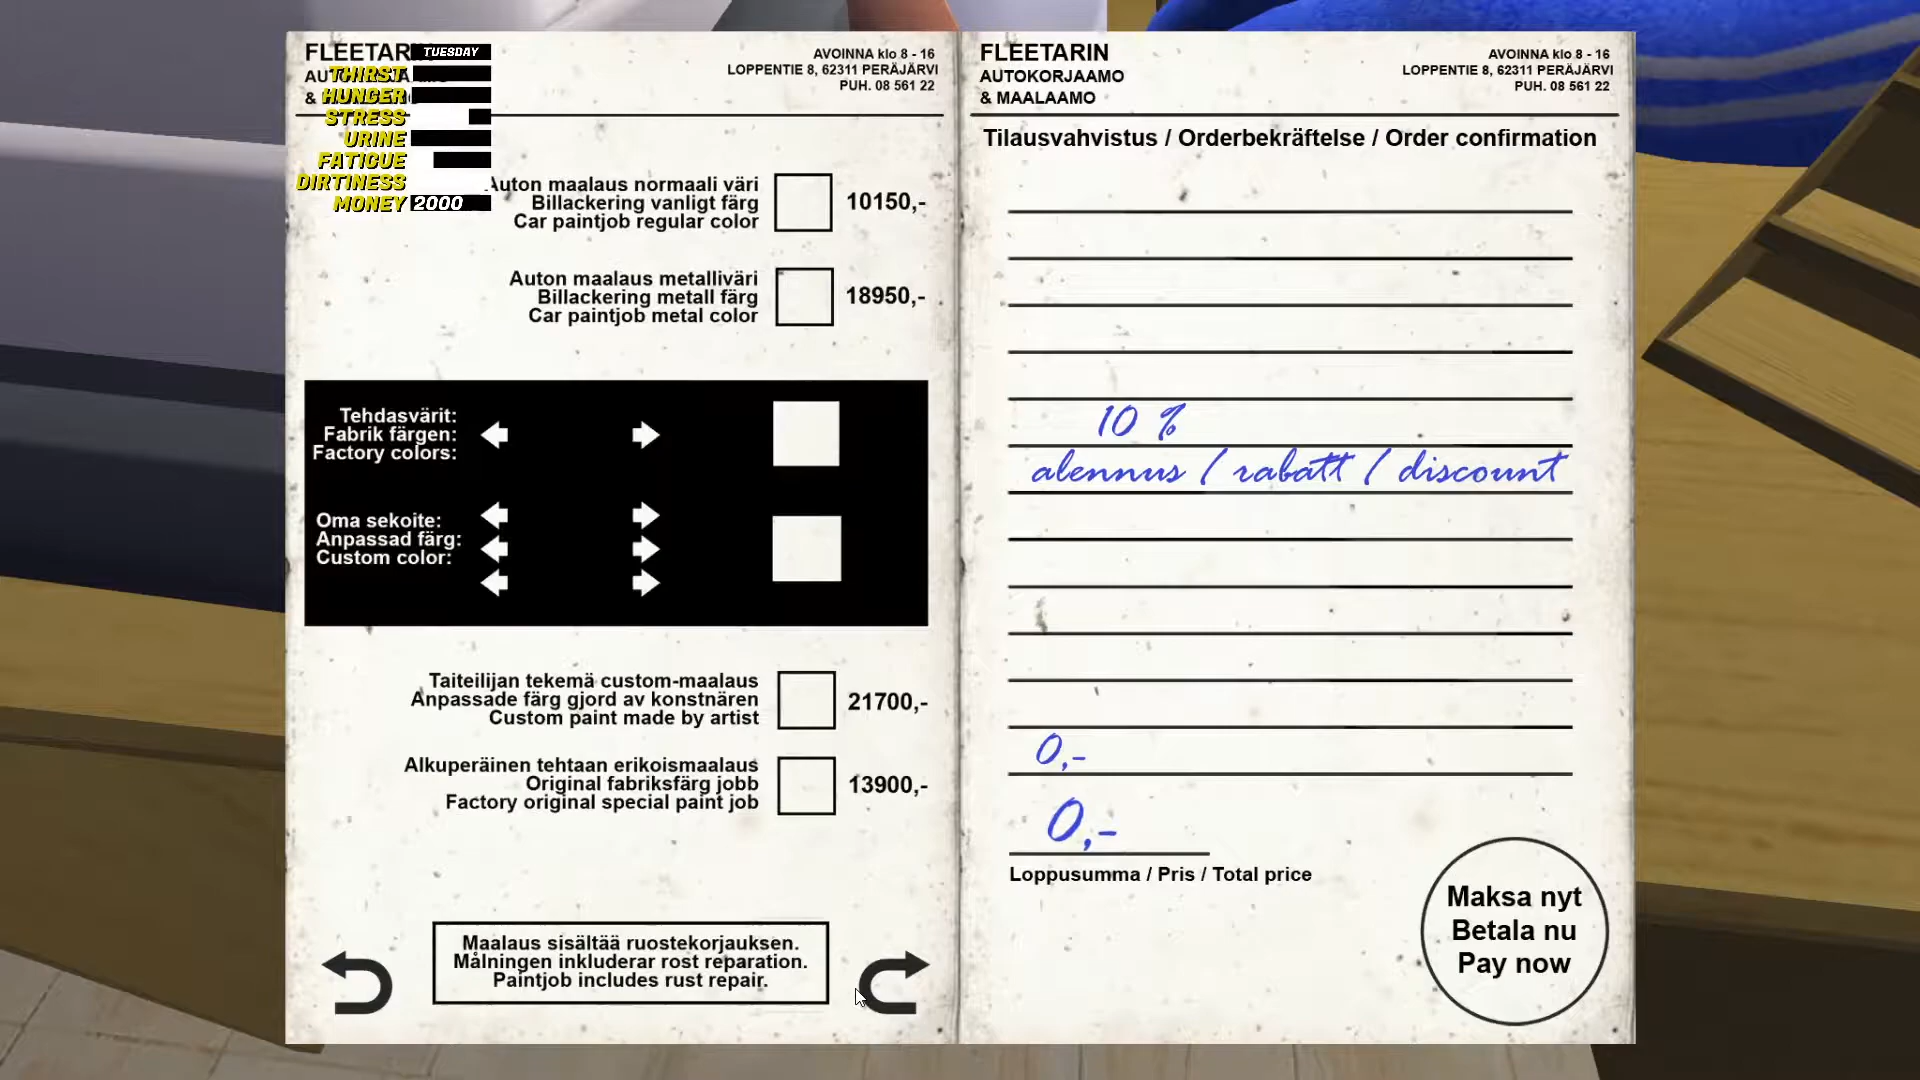 FLEETARIN
TUESDAY
THIRST
HUNGER
STRESS
URINE
FATIGUE
DIRTINESS
MONEY 2000
&
AVOINNA klo 8 - 16
LOPPENTIE 8, 62311 PERÄJÄRVI
PUH. 08 561 22
Auton maalaus normaali väri
Billackering vanligt färg
Car paintjob regular color
10150,-
Auton maalaus metalliväri
Billackering metall färg
Car paintjob metal color
18950,-
Tehdasvärit:
Fabrik färgen:
Factory colors:
Oma sekoite:
Anpassad färg:
Custom color:
Taiteilijan tekemä custom-maalaus
Anpassade färg gjord av konstnären
Custom paint made by artist
21700,-
Alkuperäinen tehtaan erikoismaalaus
Original fabriksfärg jobb
Factory original special paint job
13900,-
Maalaus sisältää ruostekorjauksen.
Målningen inkluderar rost reparation.
Paintjob includes rust repair.
FLEETARIN
AUTOKORJAAMO
& MAALAAMO
AVOINNA klo 8 - 16
LOPPENTIE 8, 62311 PERÄJÄRVI
PUH. 08 561 22
Tilausvahvistus / Orderbekräftelse / Order confirmation
10 %
alennus / rabatt / discount
0,-
0,-
Loppusumma / Pris / Total price
Maksa nyt
Betala nu
Pay now